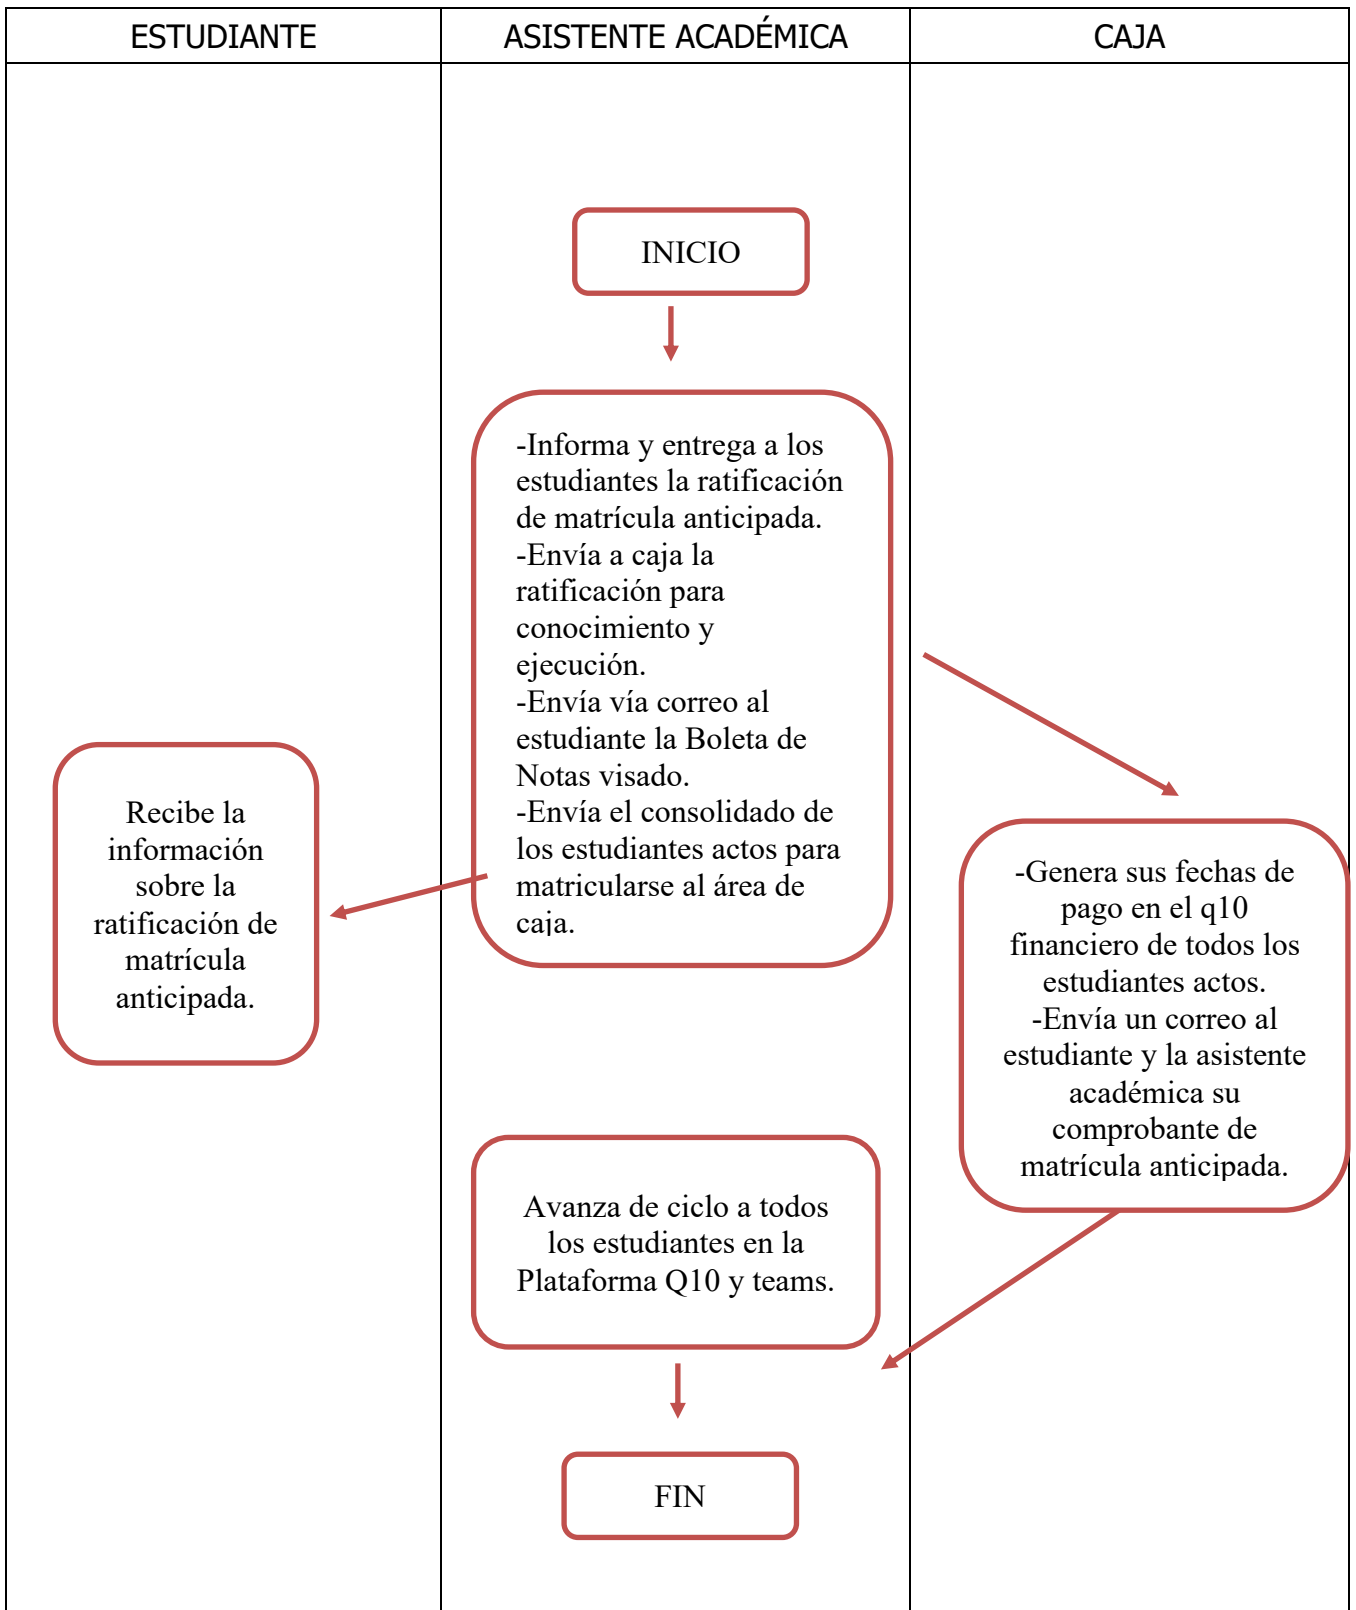 ESTUDIANTE
ASISTENTE ACADÉMICA
CAJA
INICIO
-Informa y entrega a los
estudiantes la ratificación
de matrícula anticipada.
-Envía a caja la
ratificación para
conocimiento y
ejecución.
-Envía vía correo al
estudiante la Boleta de
Notas visado.
-Envía el consolidado de
los estudiantes actos para
matricularse al área de
caja.
Recibe la
información
sobre la
ratificación de
matrícula
anticipada.
-Genera sus fechas de
pago en el q10
financiero de todos los
estudiantes actos.
-Envía un correo al
estudiante y la asistente
académica su
comprobante de
matrícula anticipada.
Avanza de ciclo a todos
los estudiantes en la
Plataforma Q10 y teams.
FIN